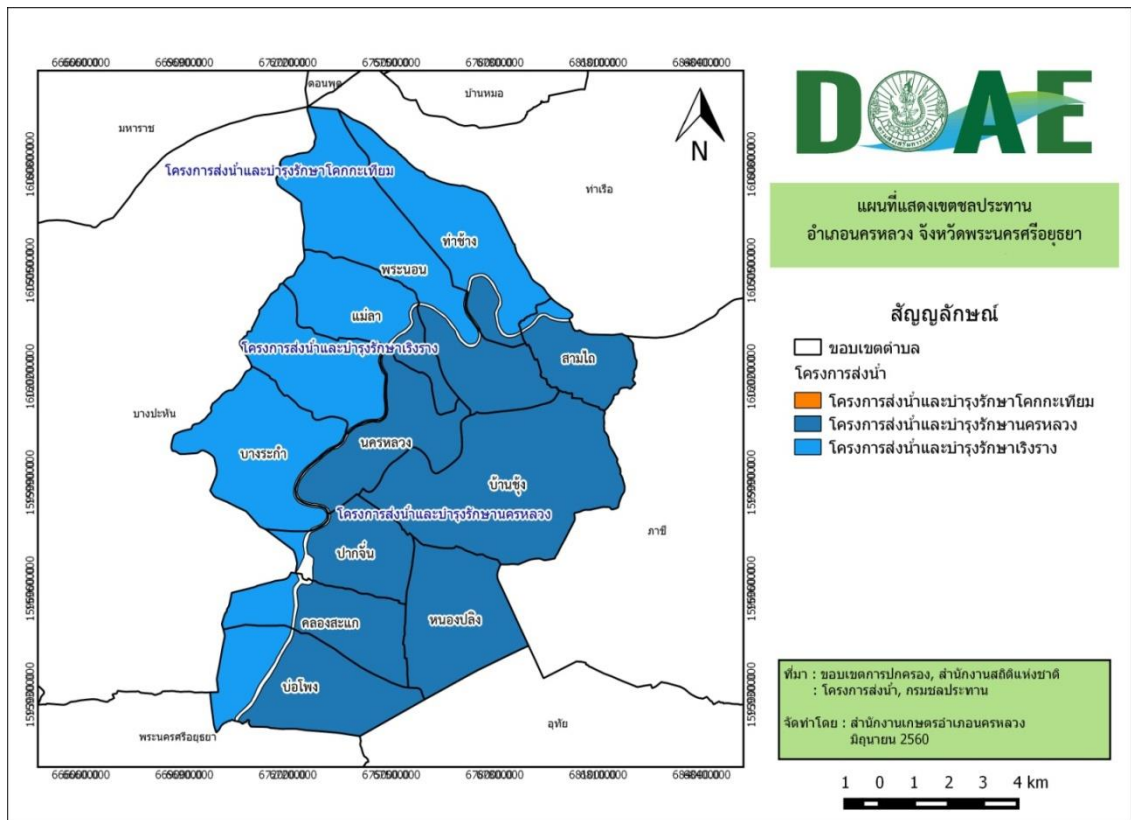 DOAE
แผนที่แสดงเขตชลประทาน
อำเภอนครหลวง จังหวัดพระนครศรีอยุธยา
สัญญลักษณ์
ขอบเขตตำบล
โครงการส่งน้ำ
โครงการส่งน้ำและบำรุงรักษาโคกกะเทียม
โครงการส่งน้ำและบำรุงรักษานครหลวง
โครงการส่งน้ำและบำรุงรักษาเริงราง
ที่มา : ขอบเขตการปกครอง, สำนักงานสถิติแห่งชาติ
: โครงการส่งน้ำ, กรมชลประทาน
จัดทำโดย : สำนักงานเกษตรอำเภอนครหลวง
มิถุนายน 2560
1 0 1 2 3 4 km
N
ดอนพุด
บ้านหมอ
มหาราช
โครงการส่งน้ำและบำรุงรักษาโคกกะเทียม
ท่าเรือ
ท่าช้าง
พระนอน
แม่ลา
โครงการส่งน้ำและบำรุงรักษาเริงราง
สามไถ
บางปะหัน
นครหลวง
บางระกำ
บ้านชุ้ง
โครงการส่งน้ำและบำรุงรักษานครหลวง
ภาชี
ปากจั่น
คลองสะแก
หนองปลิง
บ่อโพง
อุทัย
พระนครศรีอยุธยา